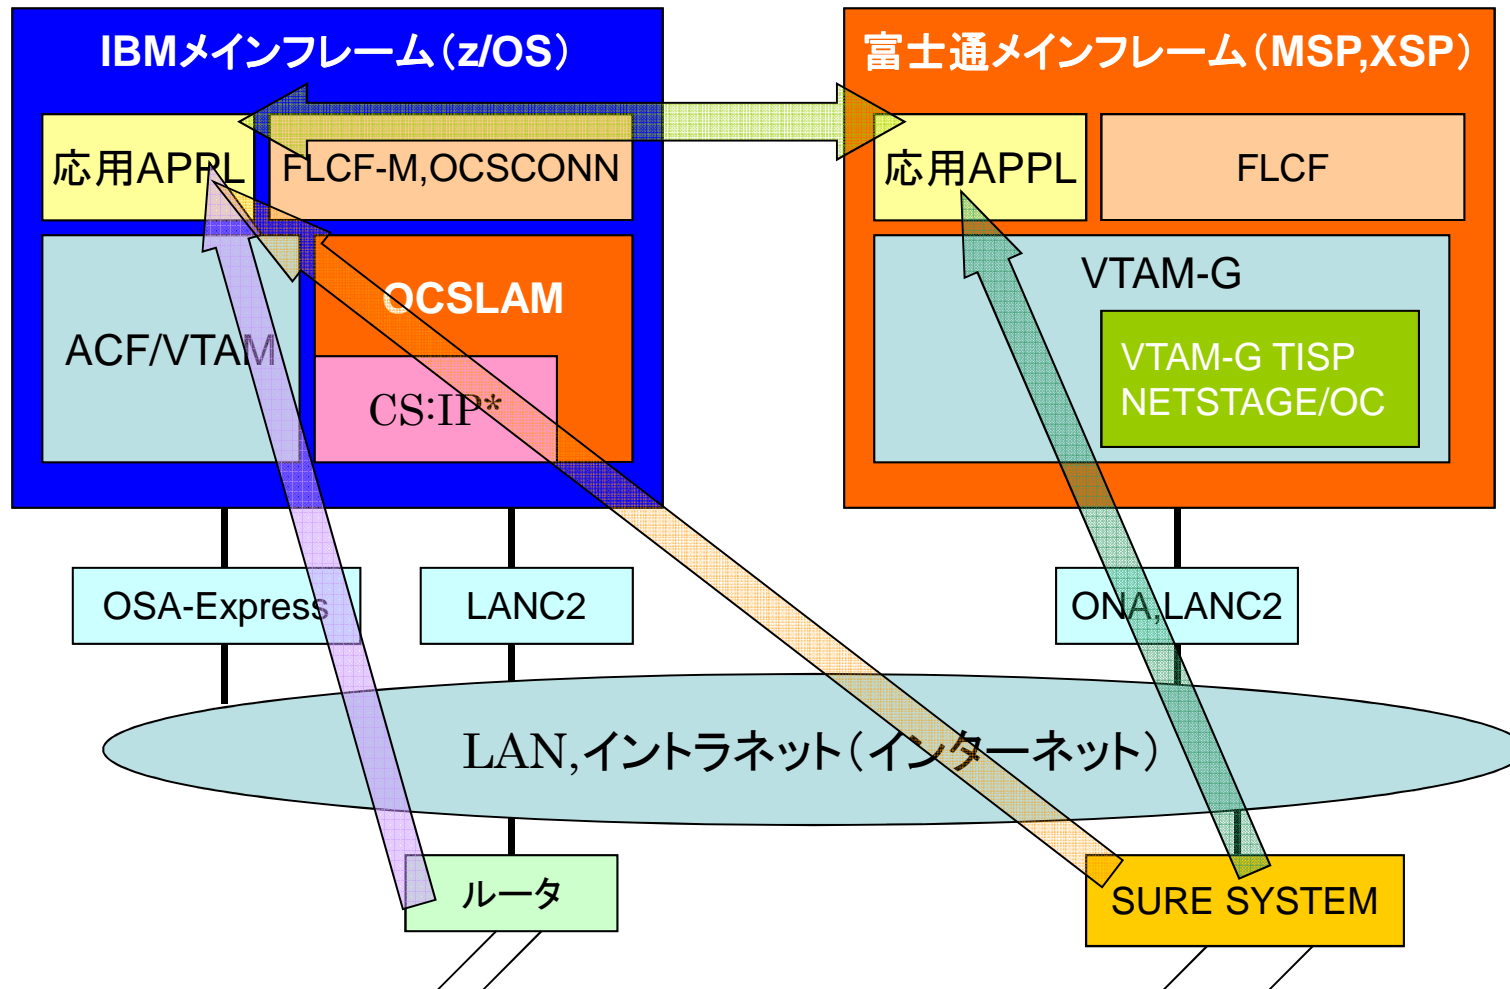 IBMメインフレーム(z/OS)
富士通メインフレーム(MSP,XSP)
応用APPL
FLCF-M,OCSCONN
応用APPL
FLCF
ACF/VTAM
OCSLAM
CS:IP*
VTAM-G
VTAM-G TISP
NETSTAGE/OC
OSA-Express
LANC2
ONA,LANC2
LAN,イントラネット(インターネット)
ルータ
SURE SYSTEM